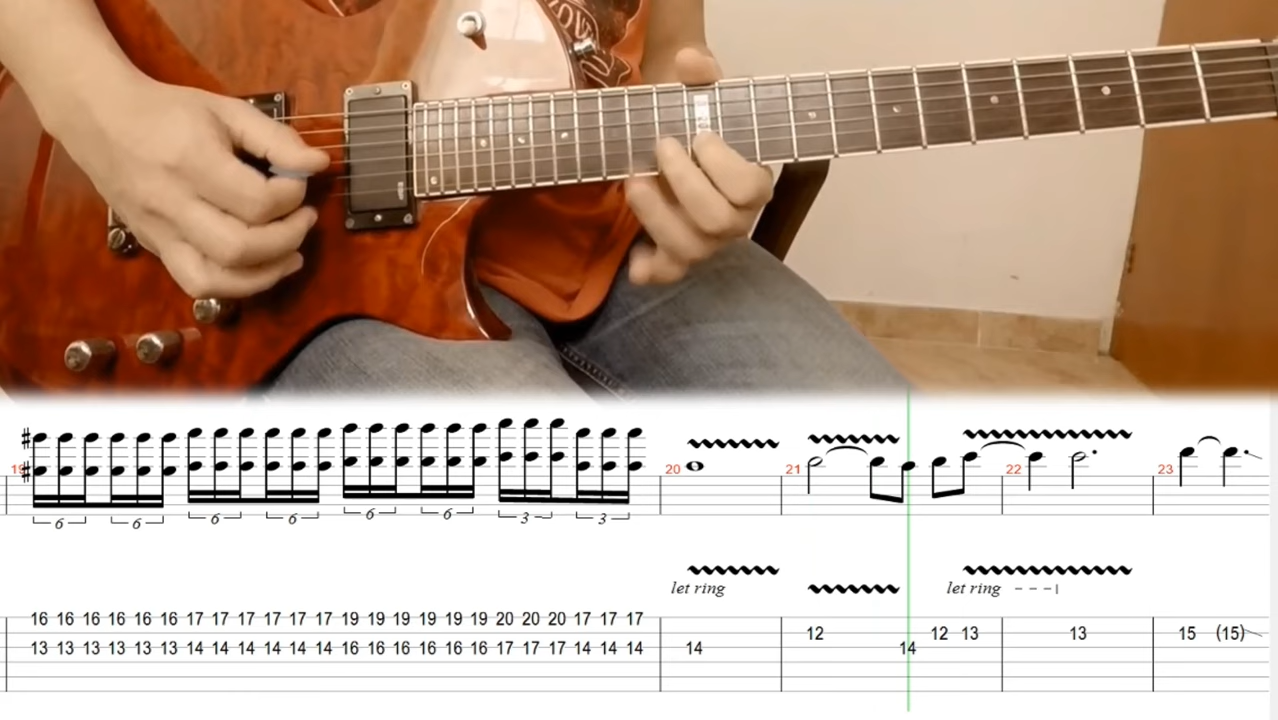 19 20 21 22 23
6 6 6 6 6 6 3 3
let ring let ring
16 16 16 16 16 16 17 17 17 17 17 17 19 19 19 19 19 19 20 20 20 17 17 17
12 12 13 13 15 (15)
13 13 13 13 13 13 14 14 14 14 14 14 16 16 16 16 16 16 17 17 17 14 14 14 14 14